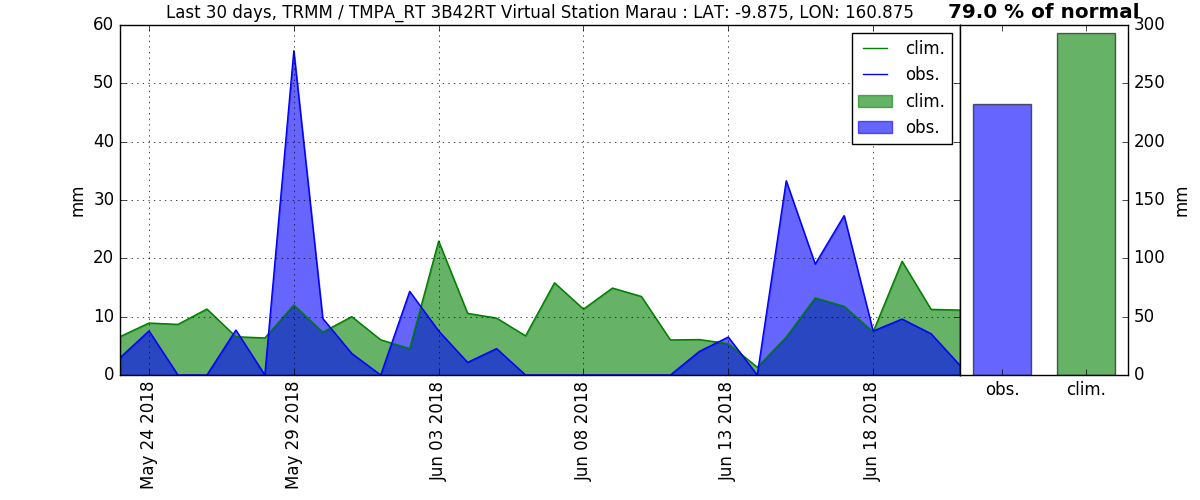 Last 30 days, TRMM / TMPA_RT 3B42RT Virtual Station Marau : LAT: -9.875, LON: 160.875
79.0 % of normal
60
50
40
30
20
10
0
mm
clim.
obs.
clim.
obs.
May 24 2018
May 29 2018
Jun 03 2018
Jun 08 2018
Jun 13 2018
Jun 18 2018
300
250
200
150
100
50
0
mm
obs.
clim.